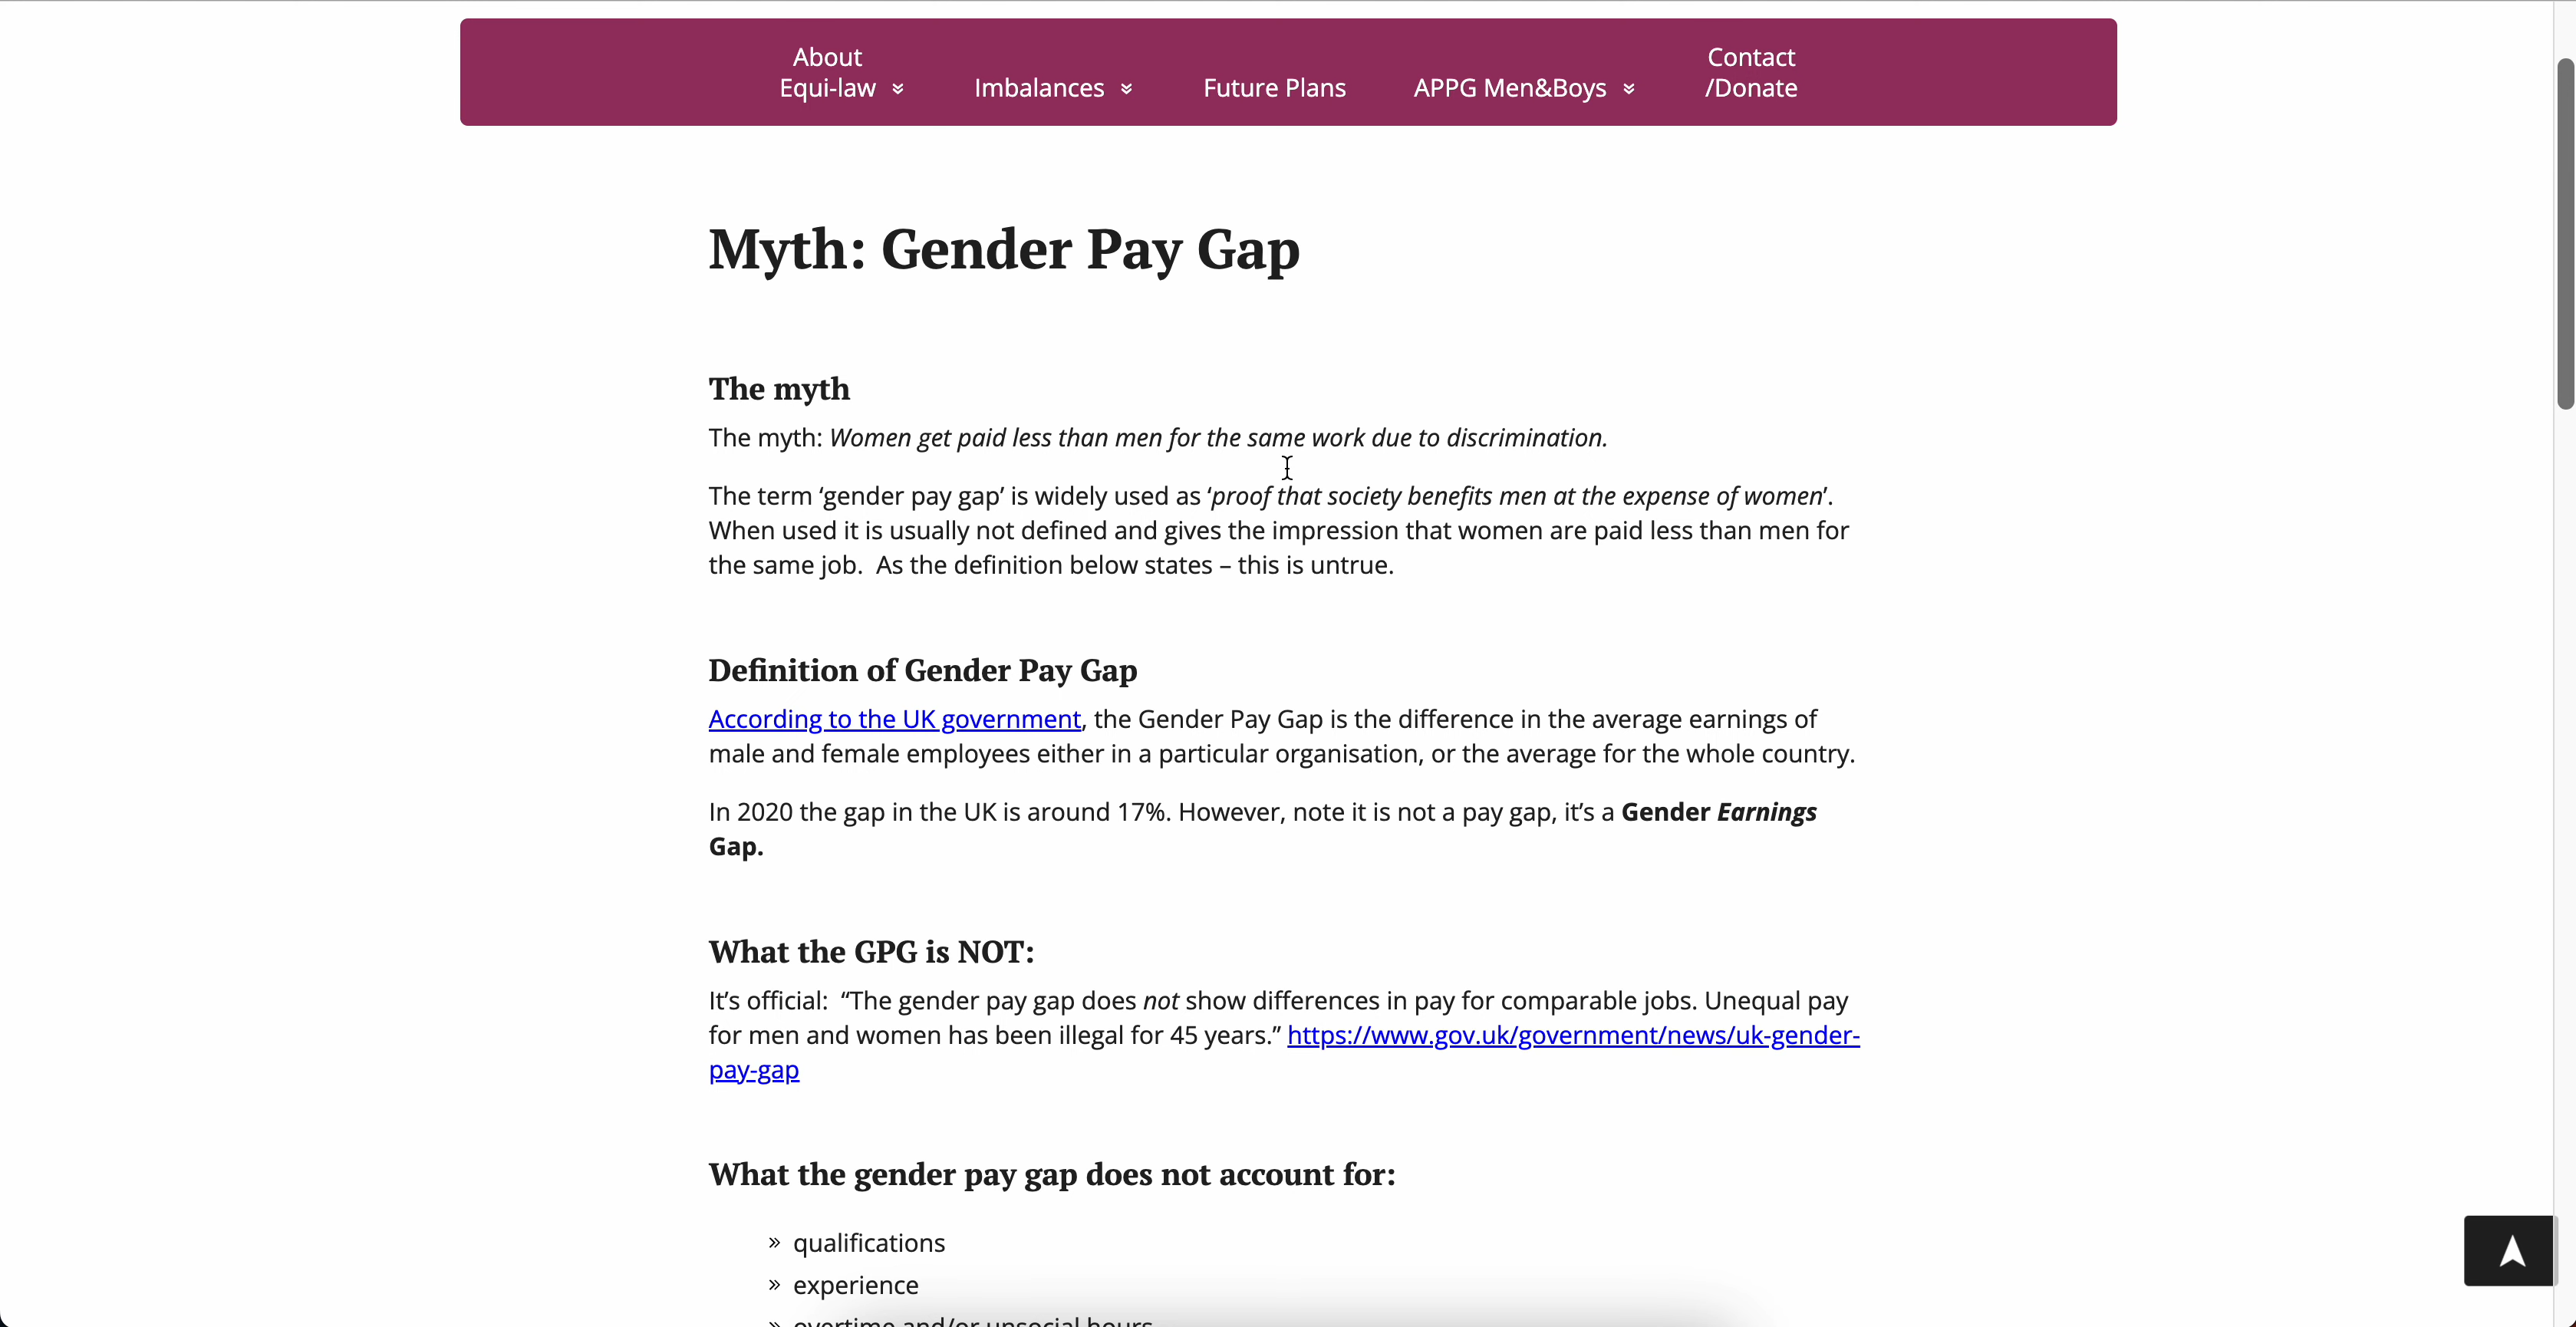 About
Equi-law
Imbalances
Future Plans
APPG Men&Boys
Contact
/Donate
Myth: Gender Pay Gap
The myth
The myth: Women get paid less than men for the same work due to discrimination.
The term ‘gender pay gap’ is widely used as ‘proof that society benefits men at the expense of women’.
When used it is usually not defined and gives the impression that women are paid less than men for
the same job.  As the definition below states – this is untrue.
Definition of Gender Pay Gap
According to the UK government, the Gender Pay Gap is the difference in the average earnings of
male and female employees either in a particular organisation, or the average for the whole country.
In 2020 the gap in the UK is around 17%. However, note it is not a pay gap, it’s a Gender Earnings
Gap.
What the GPG is NOT:
It’s official:  “The gender pay gap does not show differences in pay for comparable jobs. Unequal pay
for men and women has been illegal for 45 years.” https://www.gov.uk/government/news/uk-gender-
pay-gap
What the gender pay gap does not account for:
» qualifications
» experience
» overtime and/or unsocial hours